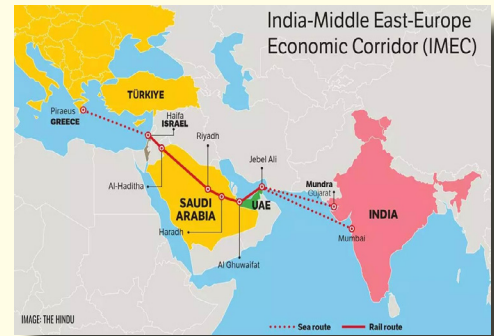 India-Middle East-Europe
Economic Corridor (IMEC)
TÜRKIYE
Piraeus
GREECE
Haifa
ISRAEL
Riyadh
Jebel Ali
Al-Haditha
Mundra
Gujarat
SAUDI
ARABIA
UAE
INDIA
Haradh
Mumbai
Al Ghuwaifat
IMAGE: THE HINDU
Sea route
Rail route